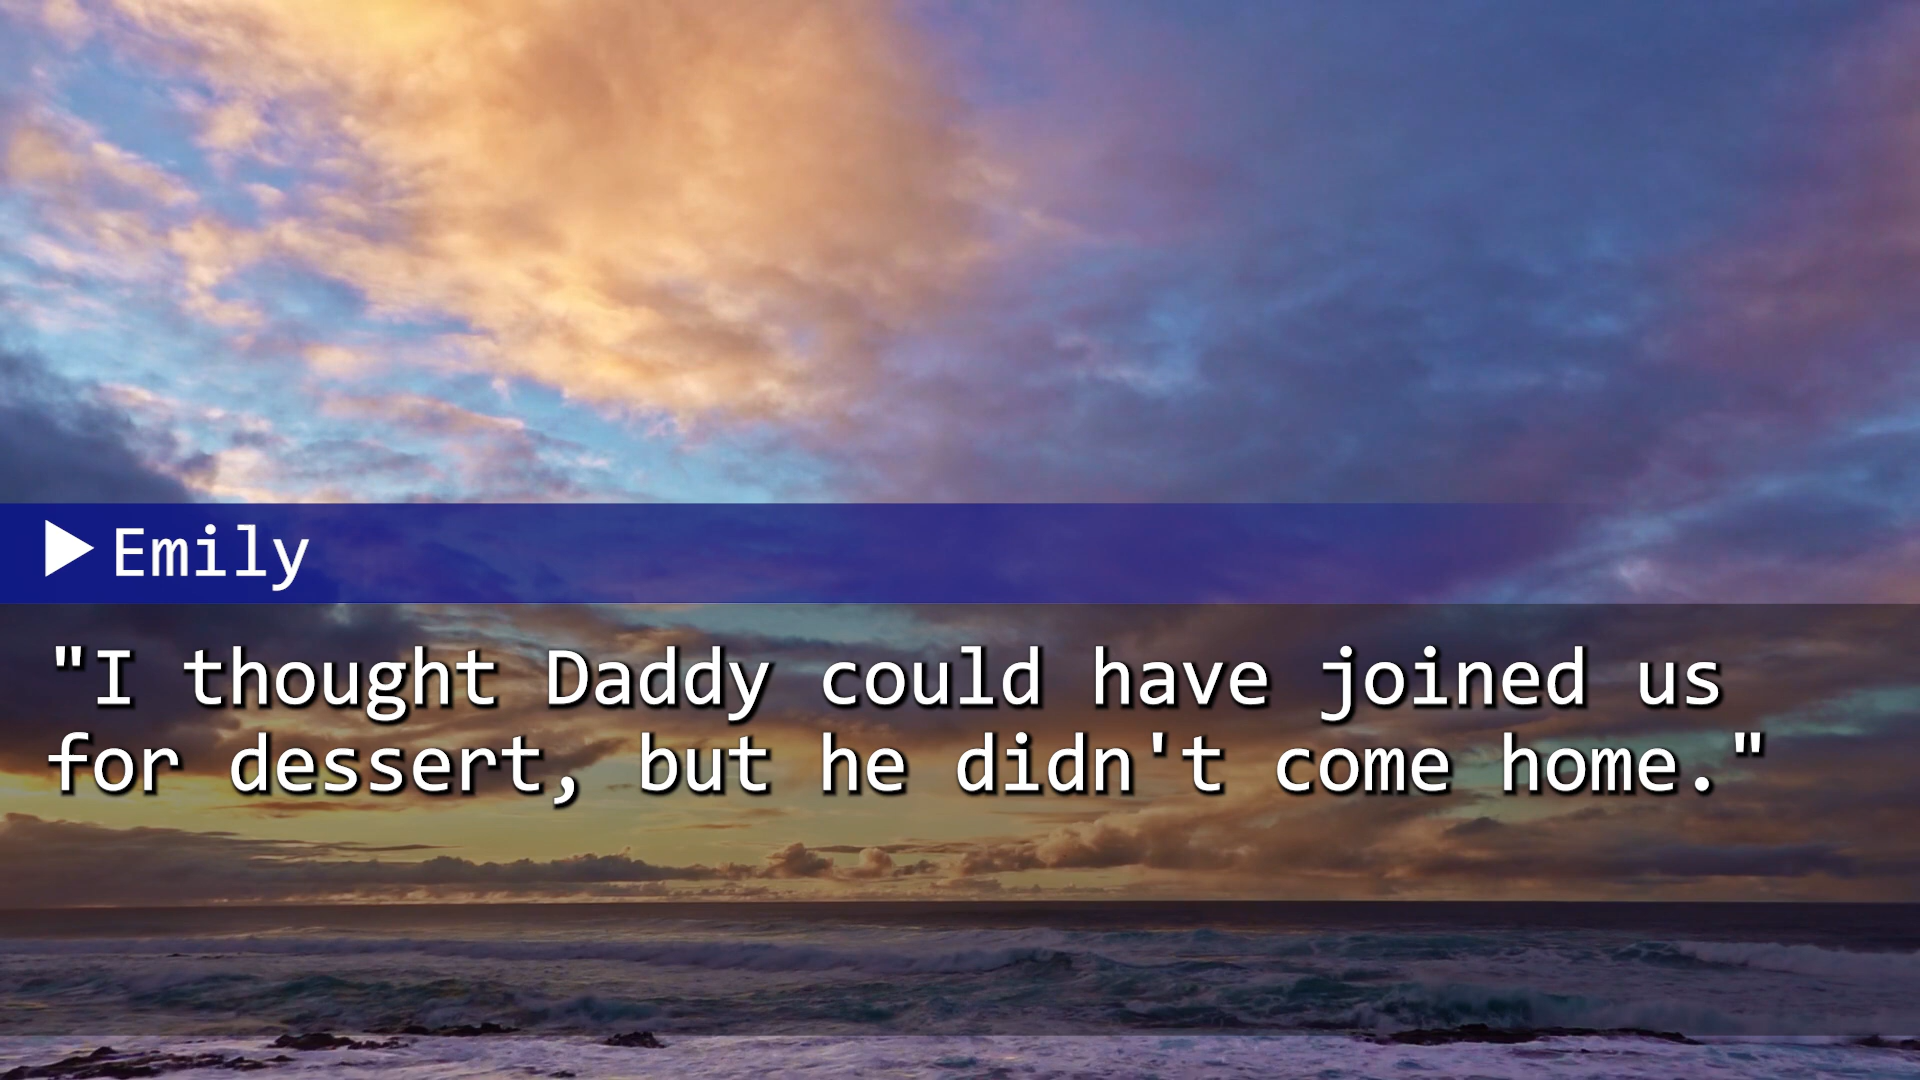 Emily
"I thought Daddy could have joined us
for dessert, but he didn't come home."